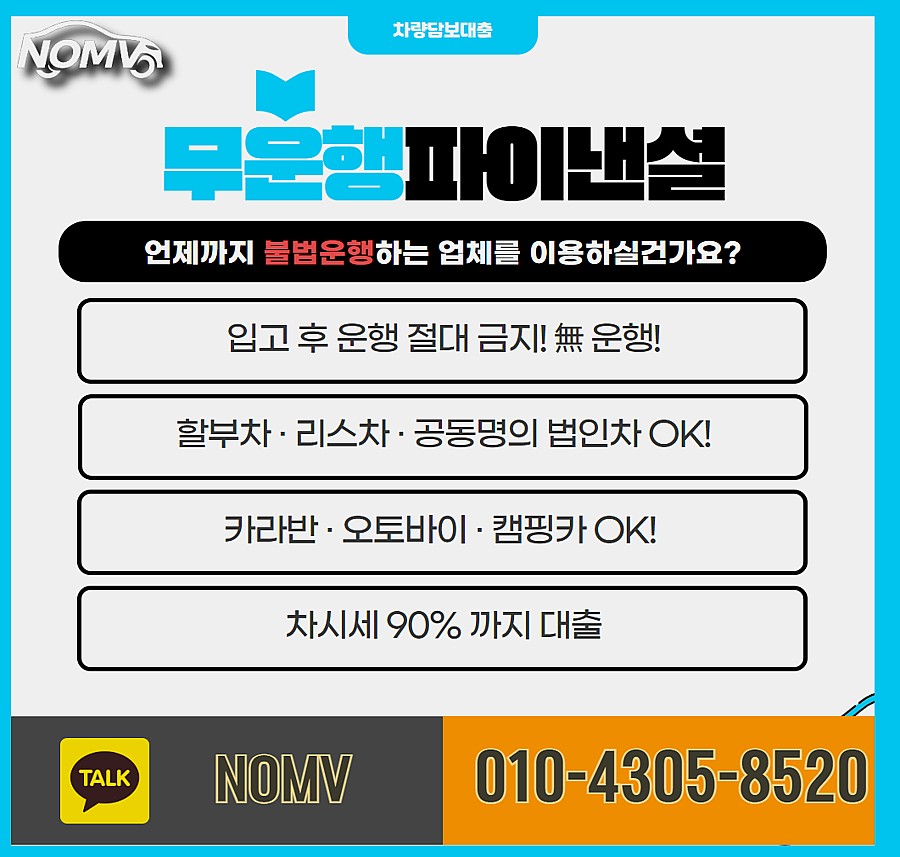 차량담보대출
NOMV
무운행파이낸셜
언제까지 불법운행하는 업체를 이용하실건가요?
입고 후 운행 절대 금지! 無 운행!
할부차 · 리스차 · 공동명의 법인차 OK!
카라반 · 오토바이 · 캠핑카 OK!
차시세 90% 까지 대출
TALK
NOMV
010-4305-8520